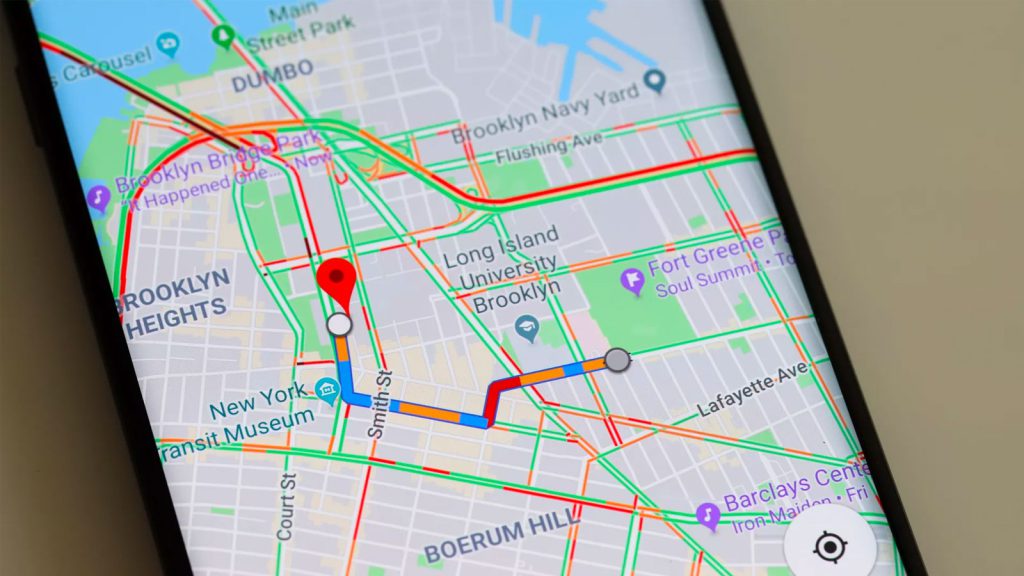 Main
Street Park
s Carousel
DUMBO
Brooklyn Navy Yard
Flushing Ave
Brooklyn Bridge Park
"It Happened One... Now
Long Island
University
Brooklyn
Fort Greene P
Soul Summit • To
ROOKLYN
HEIGHTS
New York
ransit Museum
Smith St
Lafayette Ave
Court St
Barclays Cente
Iron Maiden • Fri
BOERUM HILL